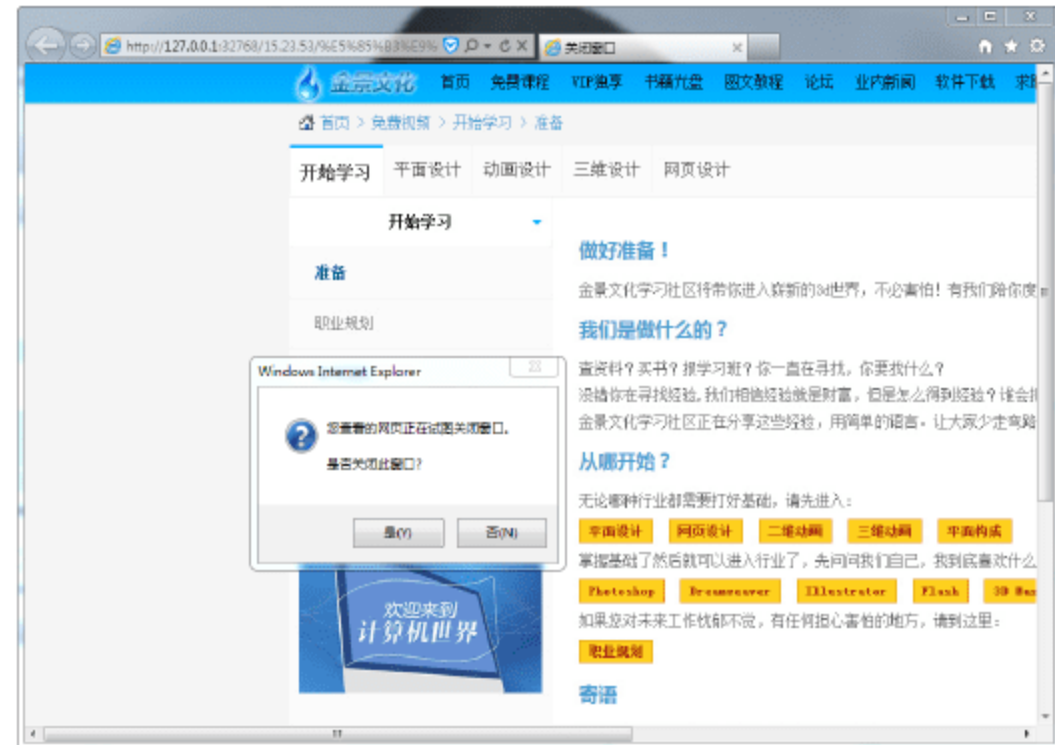 http://127.0.0.1:32768/15.23.53/%E5%85%B3%E9%
关闭窗口
金景文化 首页 免费课程 VIP独享 书籍光盘 图文教程 论坛 业内新闻 软件下载
首页 > 免费视频 > 开始学习 > 准备
开始学习 平面设计 动画设计 三维设计 网页设计
开始学习
准备
职业规划
做好准备！
金景文化学习社区将带你进入崭新的3d世界，不必害怕！有我们陪你度
我们是做什么的？
查资料？买书？报学习班？你一直在寻找，你要找什么？
没错你在寻找经验，我们相信经验就是财富，但是怎么得到经验？谁会
金景文化学习社区正在分享这些经验，用简单的语言，让大家少走弯路
从哪开始？
无论哪种行业都需要打好基础，请先进入：
平面设计 网页设计 二维动画 三维动画 平面构成
掌握基础了然后就可以进入行业了，先问问我们自己，我到底喜欢什么
Photoshop Dreamweaver Illustrator Flash 3D Max
如果您对未来工作忧郁不觉，有任何担心害怕的地方，请到这里：
职业规划
寄语
Windows Internet Explorer
您查看的网页正在试图关闭窗口。
是否关闭此窗口?
是(Y) 否(N)
欢迎来到
计算机世界